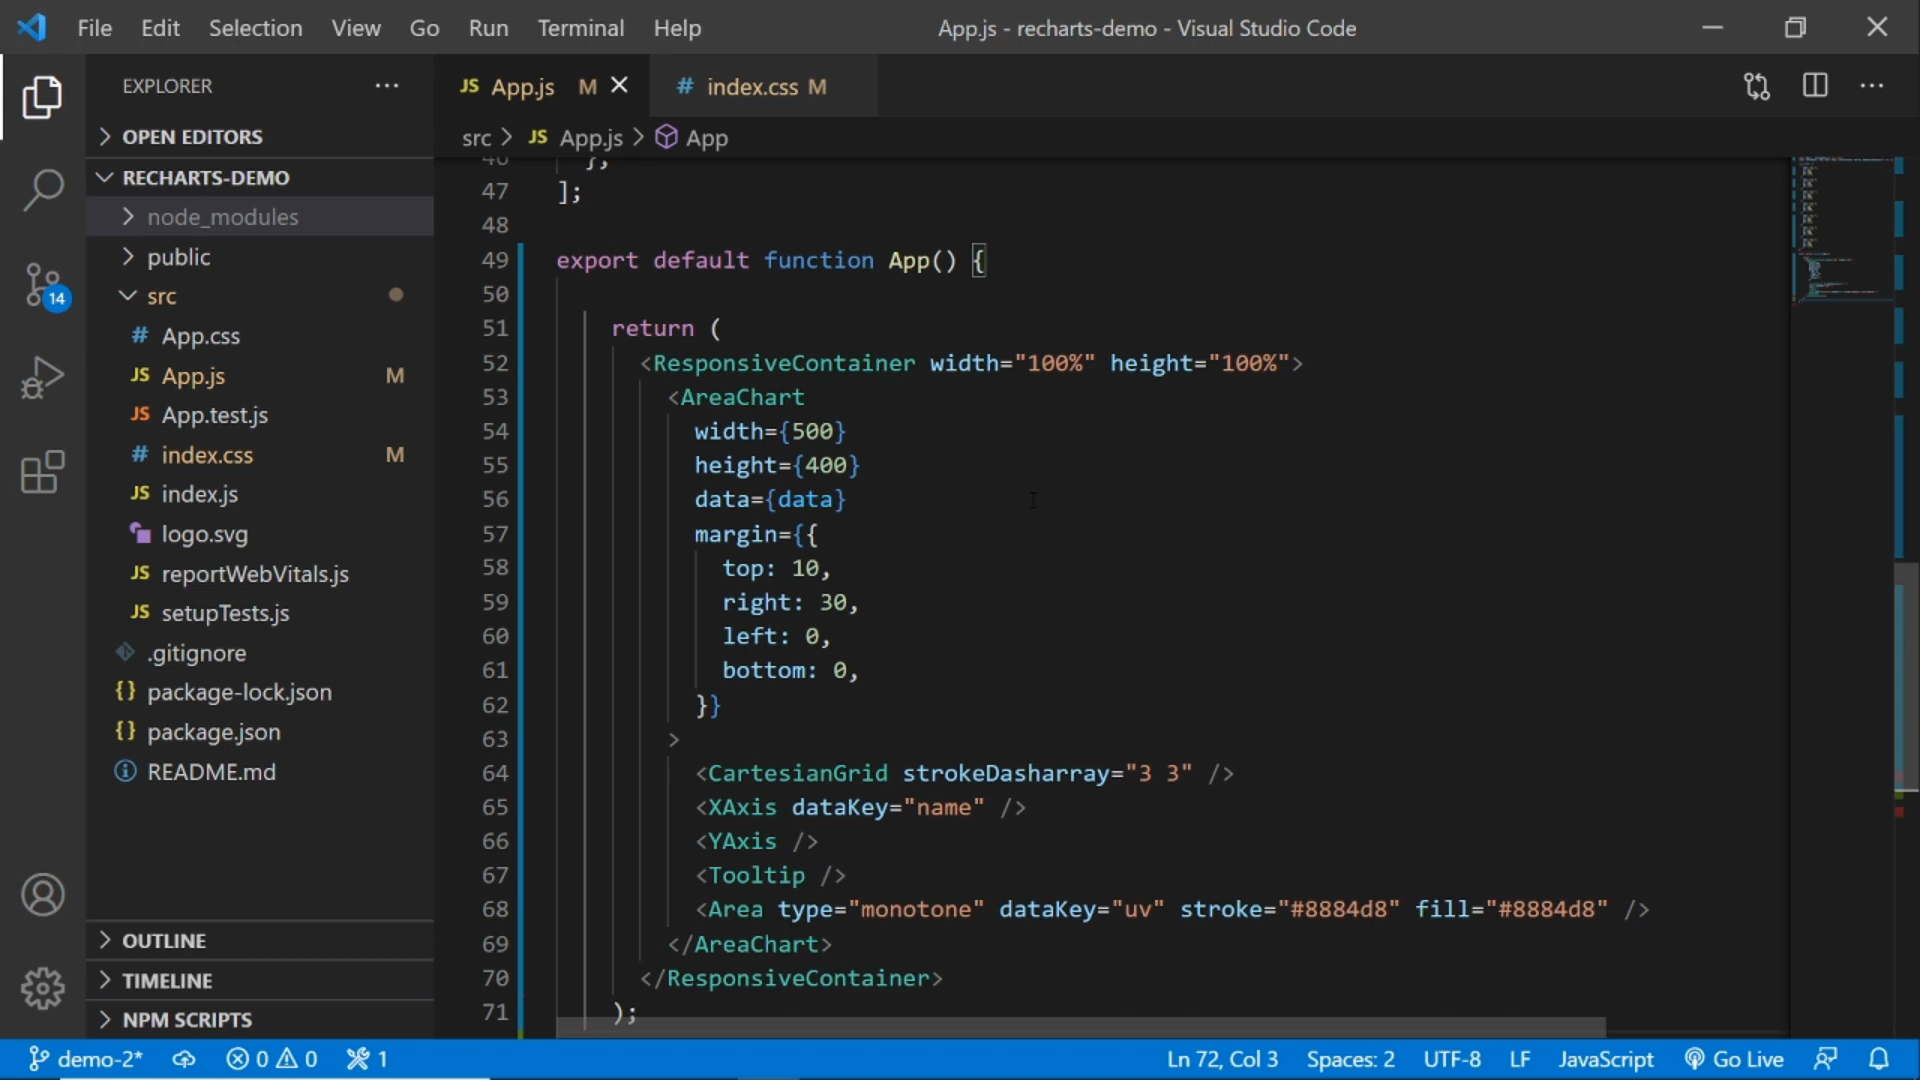 File Edit Selection View Go Run Terminal Help App.js - recharts-demo - Visual Studio Code
EXPLORER
OPEN EDITORS
RECHARTS-DEMO
node_modules
public
src
# App.css
JS App.js M
JS App.test.js
# index.css M
JS index.js
logo.svg
JS reportWebVitals.js
JS setupTests.js
.gitignore
{} package-lock.json
{} package.json
README.md
OUTLINE
TIMELINE
NPM SCRIPTS
14
JS App.js M # index.css M
src > JS App.js > App
46 },
47 ];
48
49 export default function App() {
50
51 return (
52 <ResponsiveContainer width="100%" height="100%">
53 <AreaChart
54 width={500}
55 height={400}
56 data={data}
57 margin={{
58 top: 10,
59 right: 30,
60 left: 0,
61 bottom: 0,
62 }}
63 >
64 <CartesianGrid strokeDasharray="3 3" />
65 <XAxis dataKey="name" />
66 <YAxis />
67 <Tooltip />
68 <Area type="monotone" dataKey="uv" stroke="#8884d8" fill="#8884d8" />
69 </AreaChart>
70 </ResponsiveContainer>
71 );
demo-2* 0 0 1 Ln 72, Col 3 Spaces: 2 UTF-8 LF JavaScript Go Live